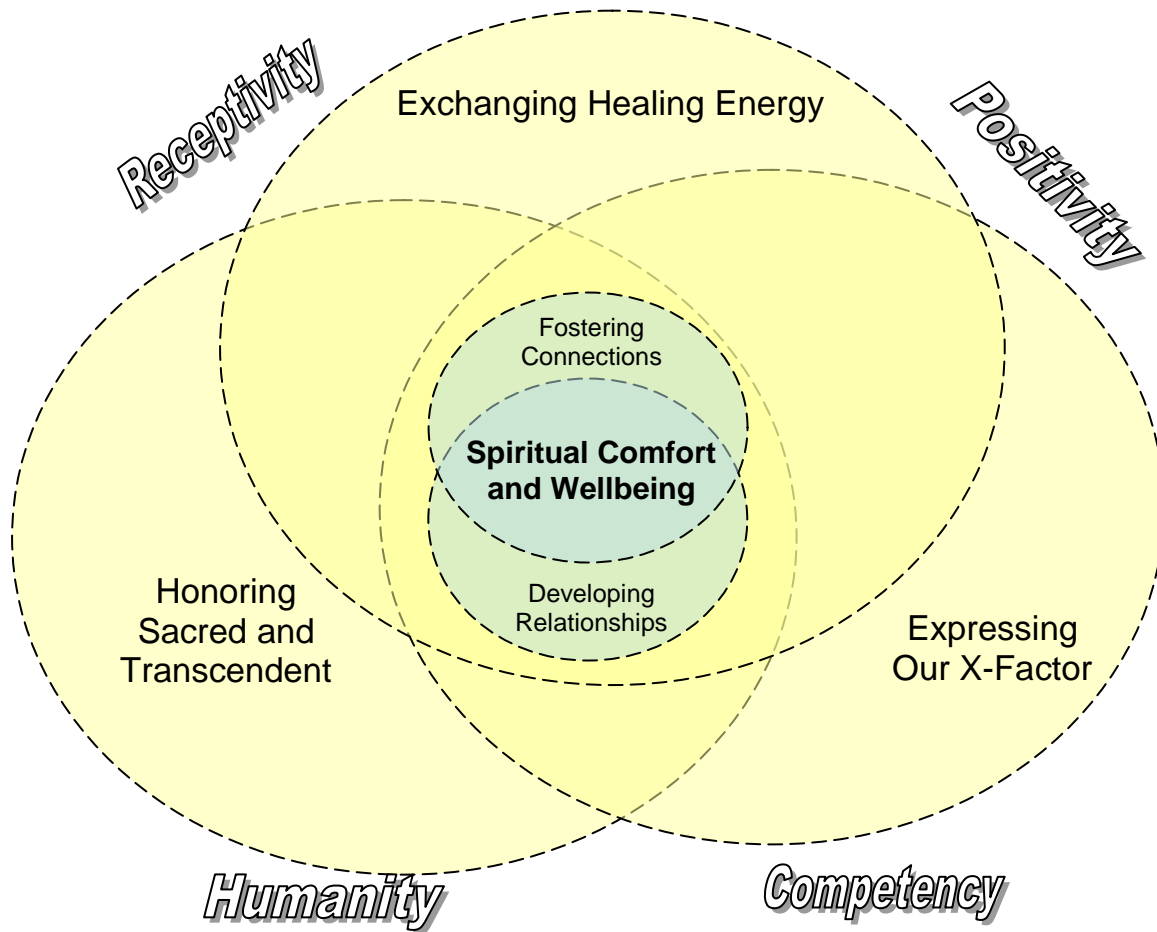 Receptivity
Exchanging Healing Energy
Positivity
Fostering
Connections
Spiritual Comfort
and Wellbeing
Developing
Relationships
Honoring
Sacred and
Transcendent
Expressing
Our X-Factor
Humanity
Competency